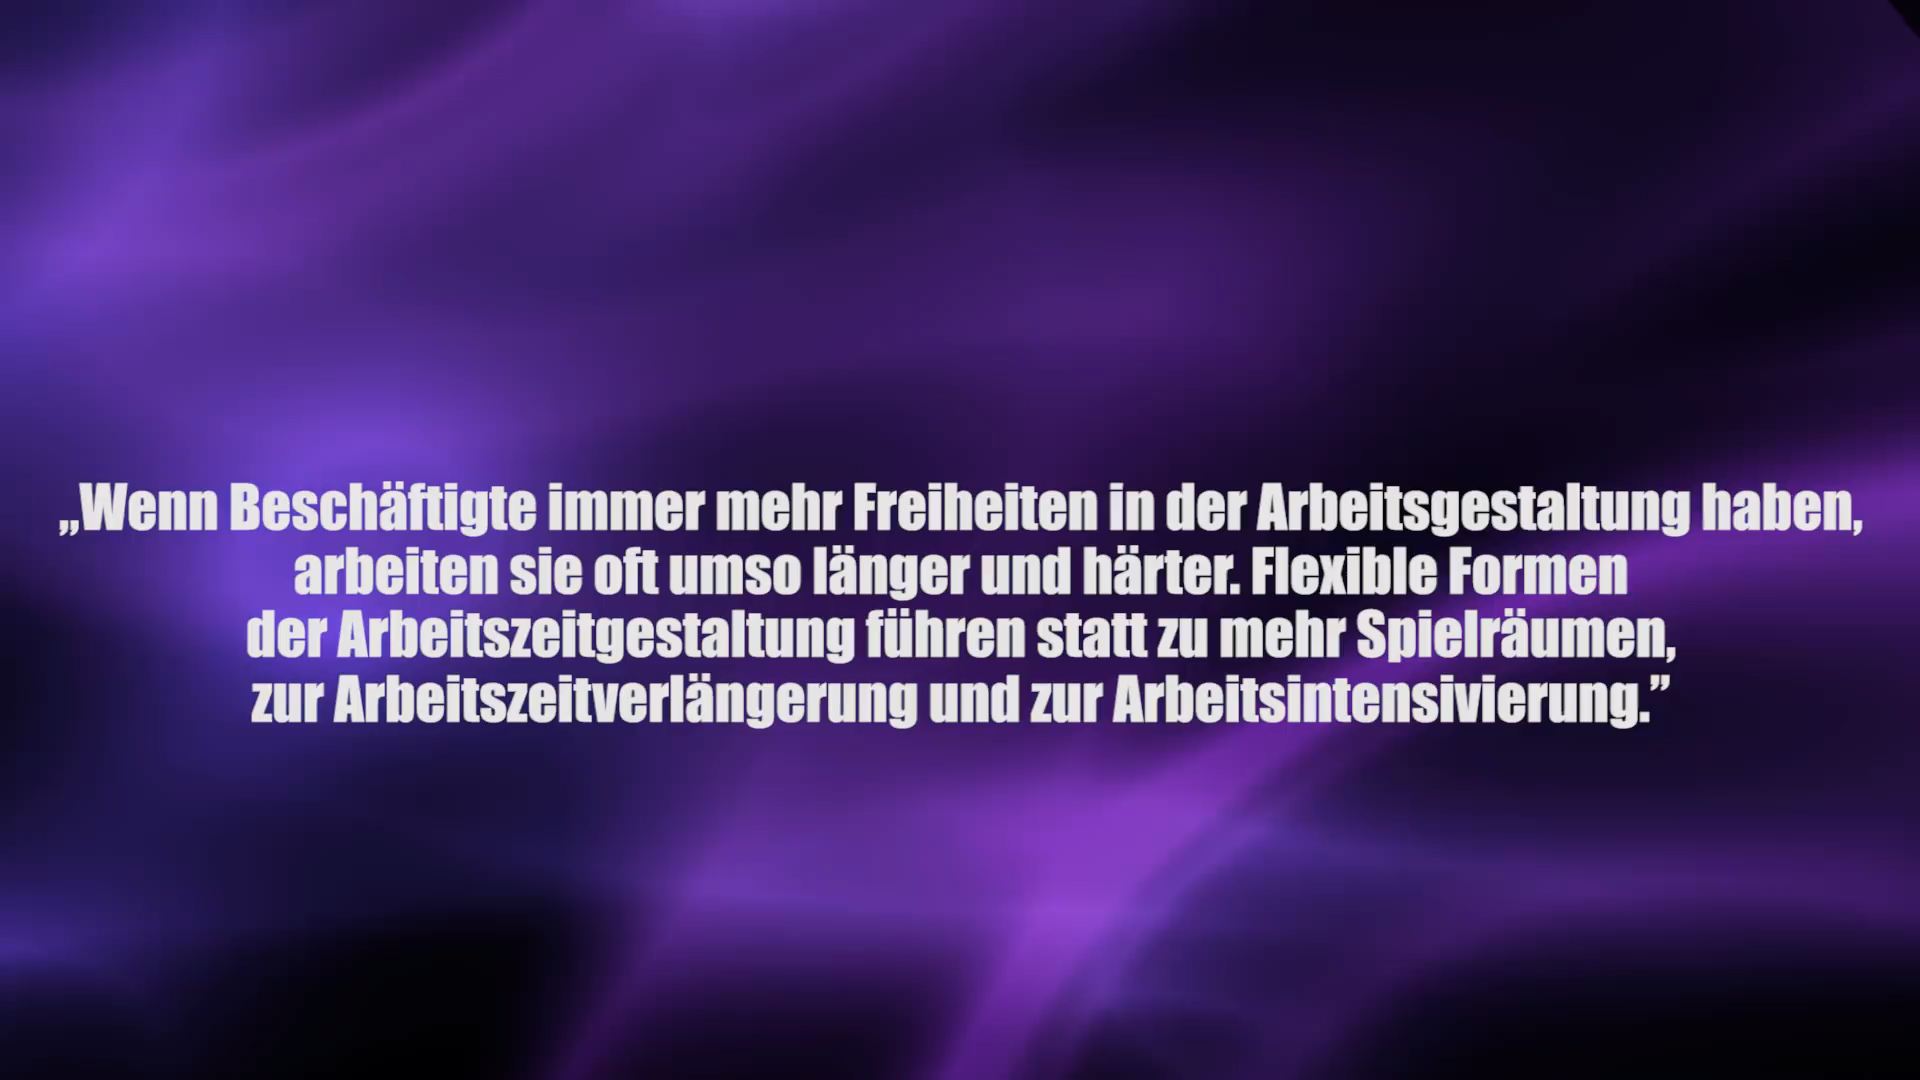 „Wenn Beschäftigte immer mehr Freiheiten in der Arbeitsgestaltung haben,
arbeiten sie oft umso länger und härter. Flexible Formen
der Arbeitszeitgestaltung führen statt zu mehr Spielräumen,
zur Arbeitszeitverlängerung und zur Arbeitsintensivierung.”